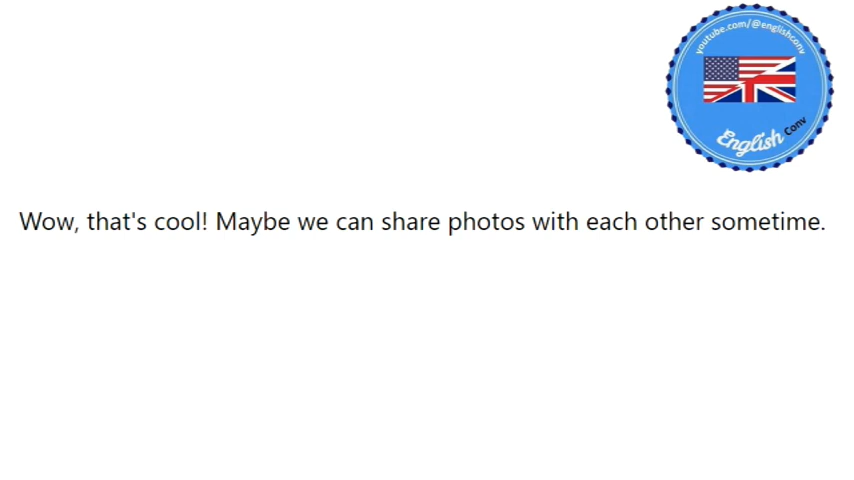 youtube.com/@englishconv
English Conv
Wow, that's cool! Maybe we can share photos with each other sometime.